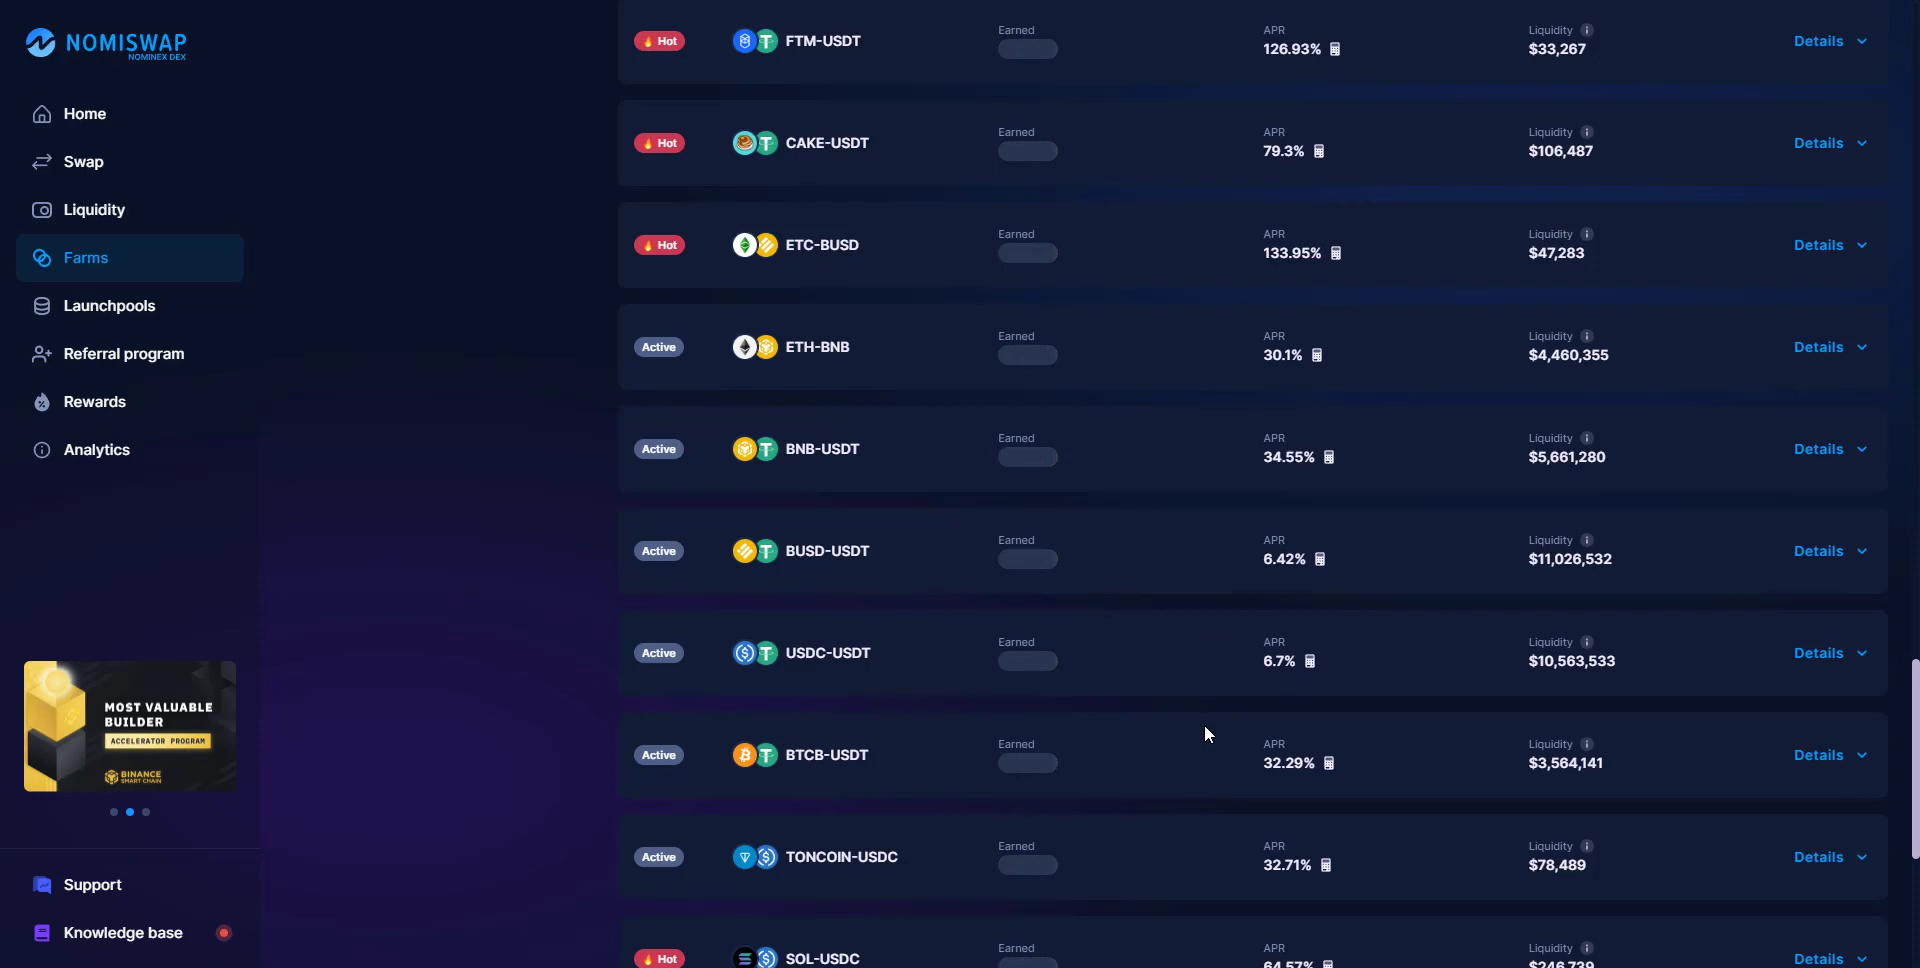 NOMISWAP
NOMINEX DEX
Home
Swap
Liquidity
Farms
Launchpools
Referral program
Rewards
Analytics
MOST VALUABLE
BUILDER
ACCELERATOR PROGRAM
BINANCE
SMART CHAIN
Support
Knowledge base
Hot
FTM-USDT
Earned
APR
126.93%
Liquidity
$33,267
Details
Hot
CAKE-USDT
Earned
APR
79.3%
Liquidity
$106,487
Details
Hot
ETC-BUSD
Earned
APR
133.95%
Liquidity
$47,283
Details
Active
ETH-BNB
Earned
APR
30.1%
Liquidity
$4,460,355
Details
Active
BNB-USDT
Earned
APR
34.55%
Liquidity
$5,661,280
Details
Active
BUSD-USDT
Earned
APR
6.42%
Liquidity
$11,026,532
Details
Active
USDC-USDT
Earned
APR
6.7%
Liquidity
$10,563,533
Details
Active
BTCB-USDT
Earned
APR
32.29%
Liquidity
$3,564,141
Details
Active
TONCOIN-USDC
Earned
APR
32.71%
Liquidity
$78,489
Details
Hot
SOL-USDC
Earned
APR
64.57%
Liquidity
$246,739
Details